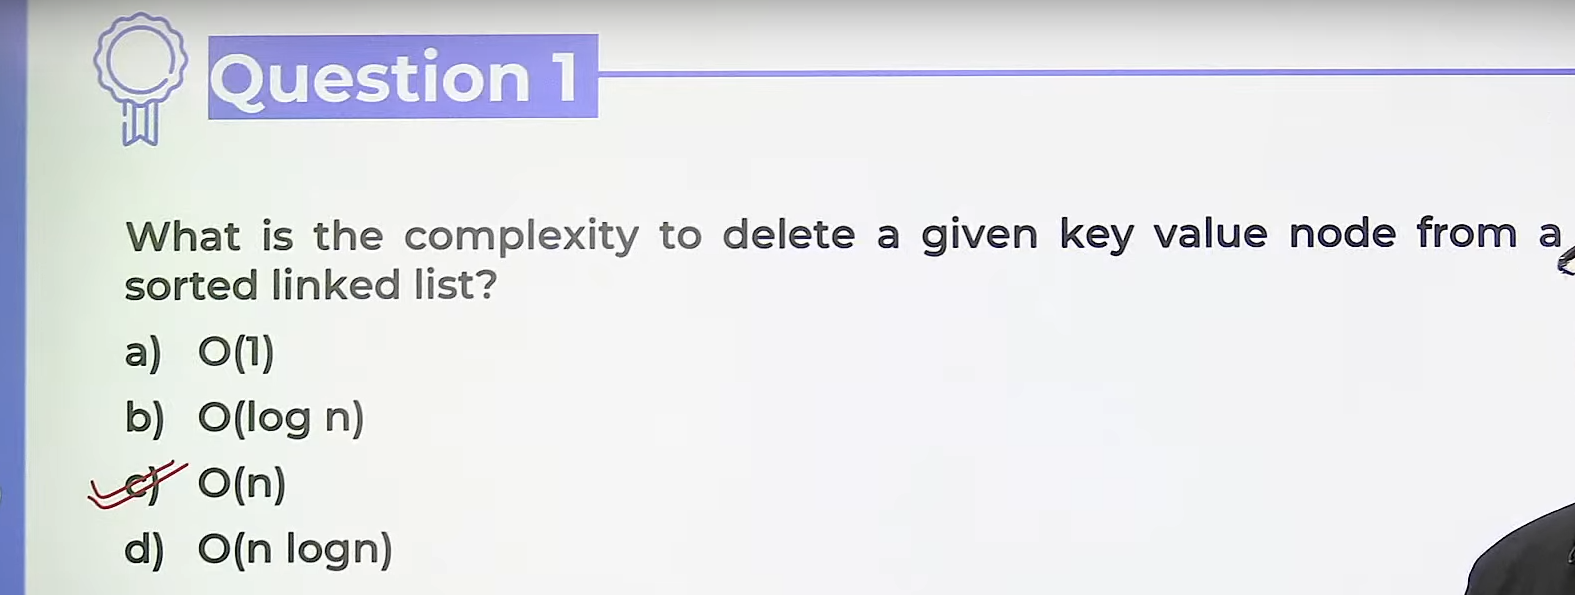 Question 1
What is the complexity to delete a given key value node from a
sorted linked list?
a) O(1)
b) O(log n)
c) O(n)
d) O(n logn)